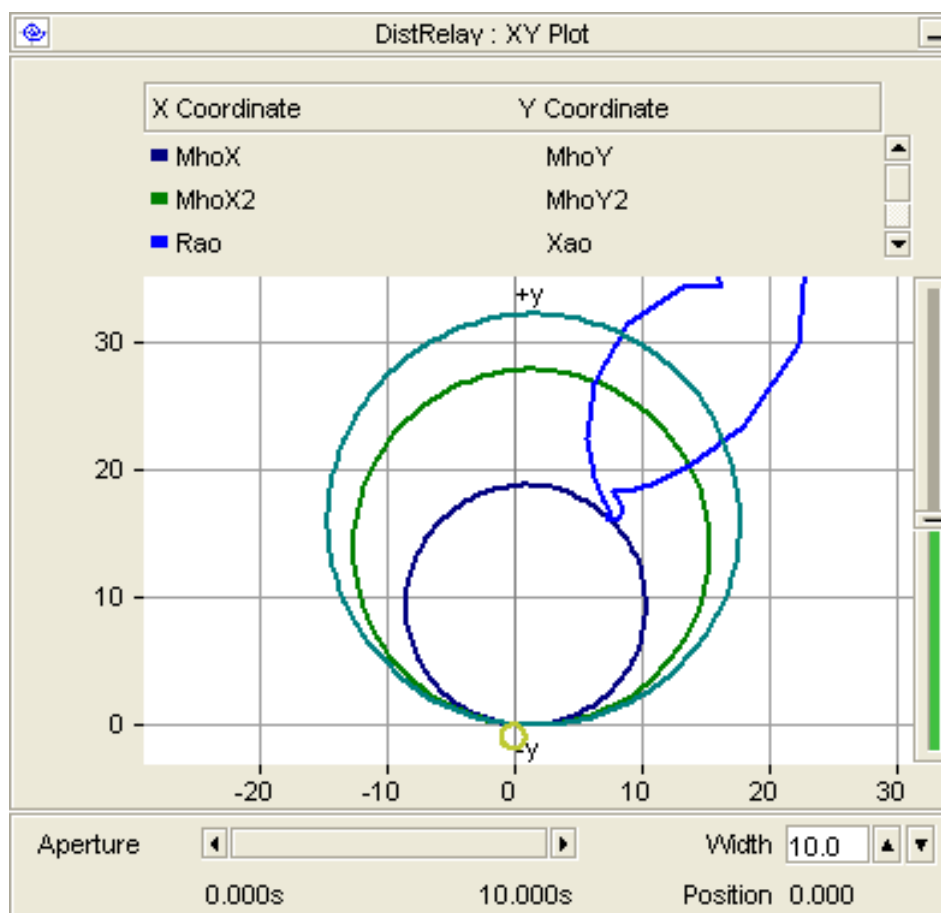 DistRelay : XY Plot
X Coordinate Y Coordinate
MhoX MhoY
MhoX2 MhoY2
Rao Xao
+y
30
20
10
0
-y
-20 -10 0 10 20 30
Aperture Width 10.0
0.000s 10.000s Position 0.000